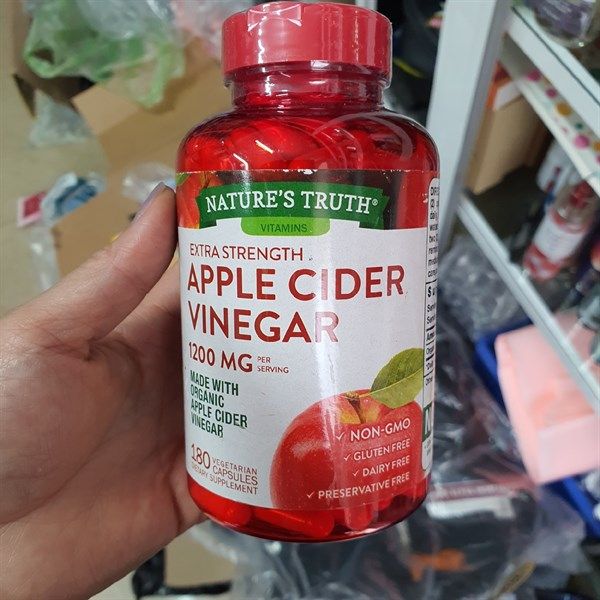 NATURE'S TRUTH®
VITAMINS
EXTRA STRENGTH
APPLE CIDER
VINEGAR
1200 MG PER
SERVING
MADE WITH
ORGANIC
APPLE CIDER
VINEGAR
180 VEGETARIAN
CAPSULES
DIETARY SUPPLEMENT
✓ NON-GMO
✓ GLUTEN FREE
✓ DAIRY FREE
✓ PRESERVATIVE FREE